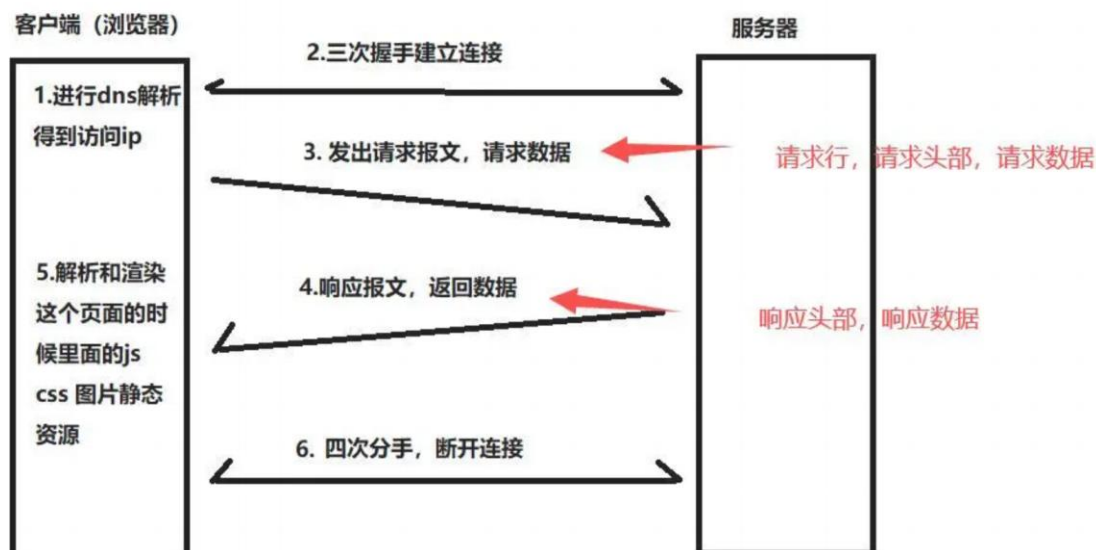 客户端（浏览器）
服务器
2.三次握手建立连接
1.进行dns解析
得到访问ip
3. 发出请求报文，请求数据
请求行，请求头部，请求数据
5.解析和渲染
这个页面的时
候里面的js
css 图片静态
资源
4.响应报文，返回数据
响应头部，响应数据
6. 四次分手，断开连接